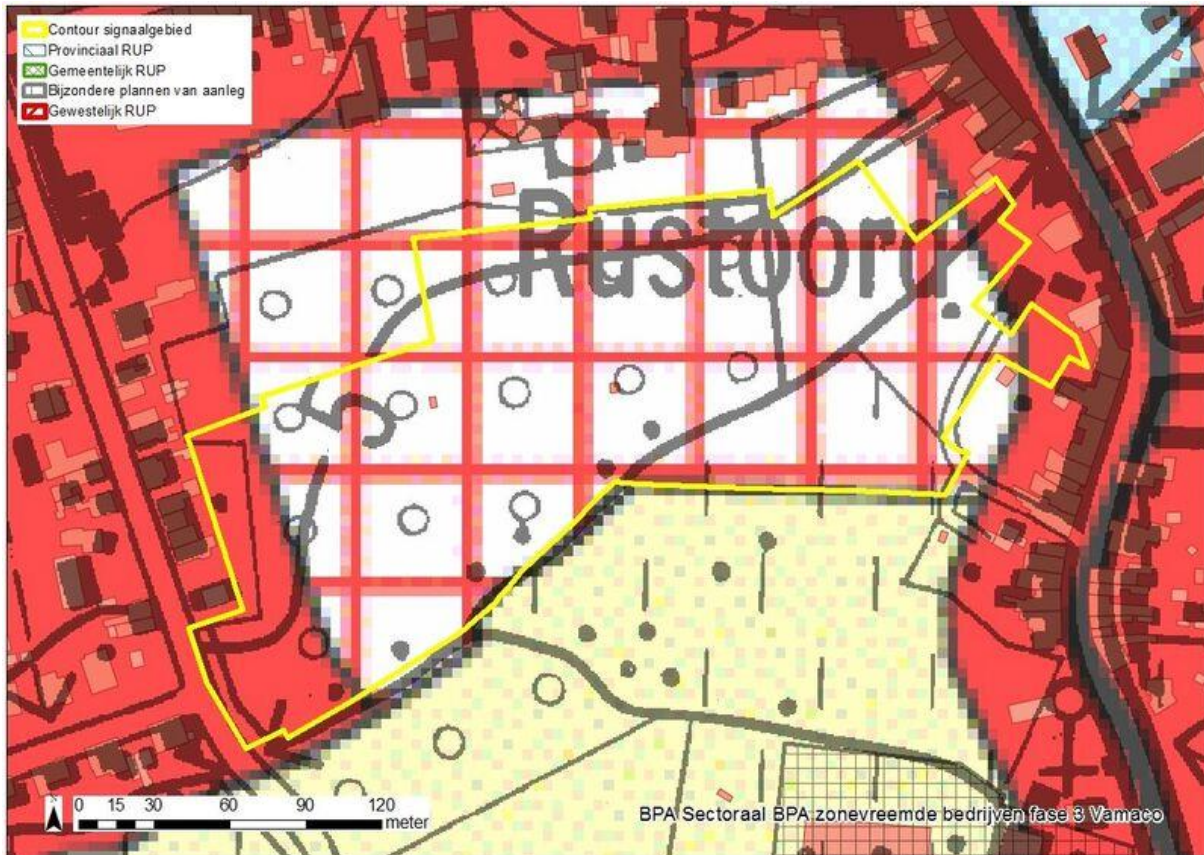 Contour signaalgebied
Provinciaal RUP
Gemeentelijk RUP
Bijzondere plannen van aanleg
Gewestelijk RUP
Rustoord
5
0 15 30 60 90 120
meter
BPA Sectoraal BPA zonevreemde bedrijven fase 3 Vamaco